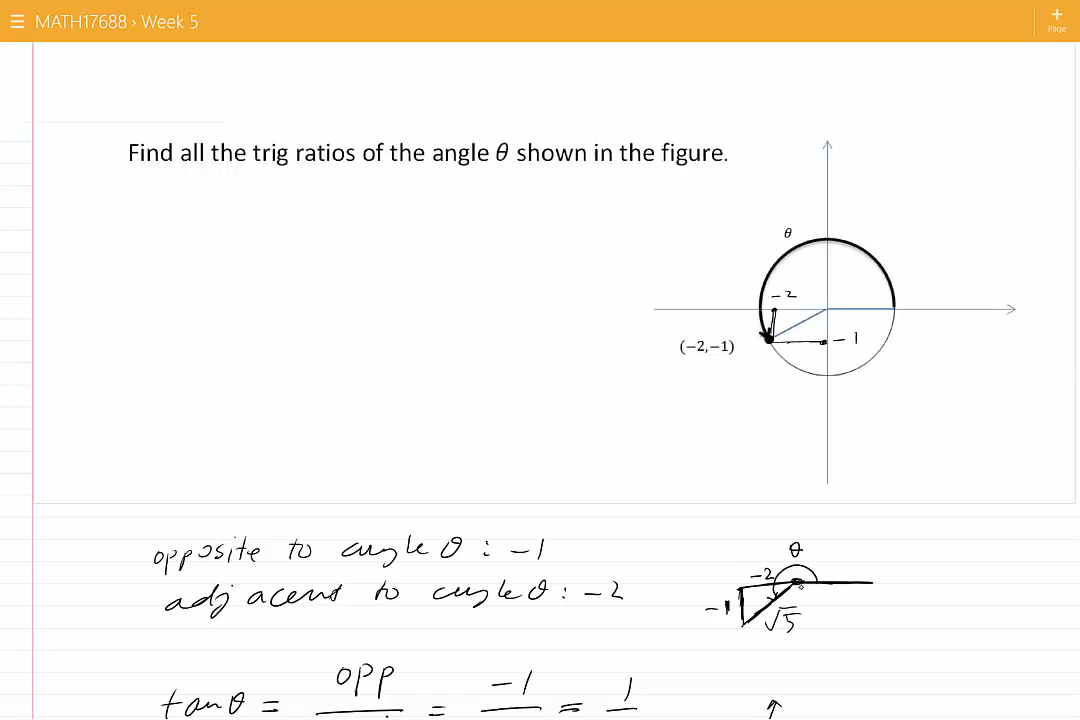 MATH17688 › Week 5
Page
Find all the trig ratios of the angle θ shown in the figure.
θ
-2
(−2,−1)
-1
opposite to angle θ : -1
adjacent to angle θ : -2
θ
-2
-1
√5
tanθ = opp = -1 = 1